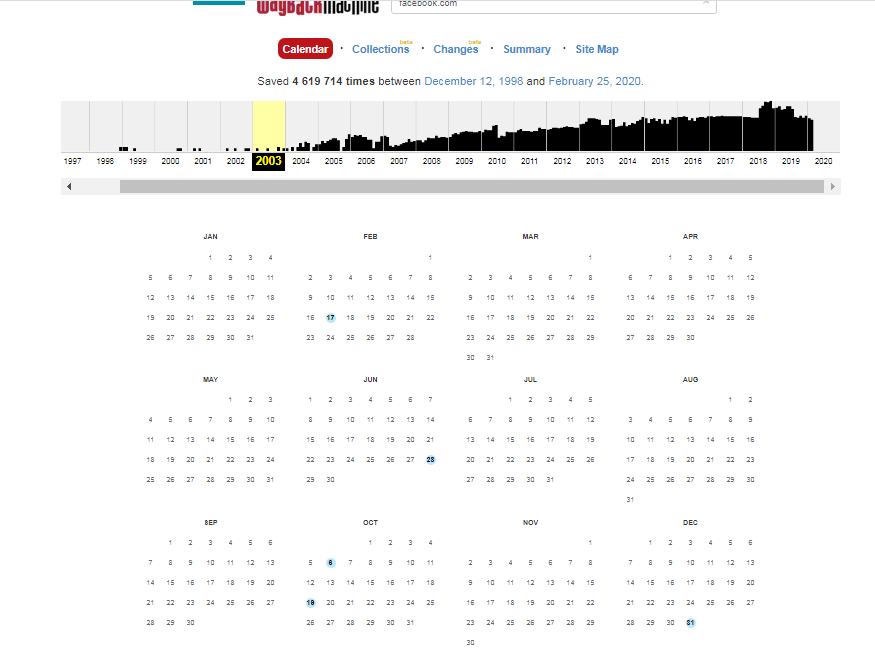 WayBack Machine
facebook.com
Calendar · Collections beta · Changes beta · Summary · Site Map
Saved 4 619 714 times between December 12, 1998 and February 25, 2020.
1997 1998 1999 2000 2001 2002 2003 2004 2005 2006 2007 2008 2009 2010 2011 2012 2013 2014 2015 2016 2017 2018 2019 2020
JAN FEB MAR APR
1 2 3 4 1 1 1 2 3 4 5
5 6 7 8 9 10 11 2 3 4 5 6 7 8 2 3 4 5 6 7 8 6 7 8 9 10 11 12
12 13 14 15 16 17 18 9 10 11 12 13 14 15 9 10 11 12 13 14 15 13 14 15 16 17 18 19
19 20 21 22 23 24 25 16 17 18 19 20 21 22 16 17 18 19 20 21 22 20 21 22 23 24 25 26
26 27 28 29 30 31 23 24 25 26 27 28 23 24 25 26 27 28 29 27 28 29 30
30 31
MAY JUN JUL AUG
1 2 3 1 2 3 4 5 6 7 1 2 3 4 5 1 2
4 5 6 7 8 9 10 8 9 10 11 12 13 14 6 7 8 9 10 11 12 3 4 5 6 7 8 9
11 12 13 14 15 16 17 15 16 17 18 19 20 21 13 14 15 16 17 18 19 10 11 12 13 14 15 16
18 19 20 21 22 23 24 22 23 24 25 26 27 28 20 21 22 23 24 25 26 17 18 19 20 21 22 23
25 26 27 28 29 30 31 29 30 27 28 29 30 31 24 25 26 27 28 29 30
31
SEP OCT NOV DEC
1 2 3 4 5 6 1 2 3 4 1 1 2 3 4 5 6
7 8 9 10 11 12 13 5 6 7 8 9 10 11 2 3 4 5 6 7 8 7 8 9 10 11 12 13
14 15 16 17 18 19 20 12 13 14 15 16 17 18 9 10 11 12 13 14 15 14 15 16 17 18 19 20
21 22 23 24 25 26 27 19 20 21 22 23 24 25 16 17 18 19 20 21 22 21 22 23 24 25 26 27
28 29 30 26 27 28 29 30 31 23 24 25 26 27 28 29 28 29 30 31
30